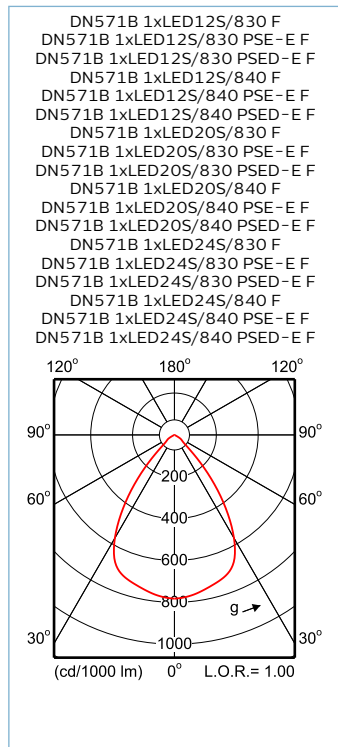 DN571B 1xLED12S/830 F
DN571B 1xLED12S/830 PSE-E F
DN571B 1xLED12S/830 PSED-E F
DN571B 1xLED12S/840 F
DN571B 1xLED12S/840 PSE-E F
DN571B 1xLED12S/840 PSED-E F
DN571B 1xLED20S/830 F
DN571B 1xLED20S/830 PSE-E F
DN571B 1xLED20S/830 PSED-E F
DN571B 1xLED20S/840 F
DN571B 1xLED20S/840 PSE-E F
DN571B 1xLED20S/840 PSED-E F
DN571B 1xLED24S/830 F
DN571B 1xLED24S/830 PSE-E F
DN571B 1xLED24S/830 PSED-E F
DN571B 1xLED24S/840 F
DN571B 1xLED24S/840 PSE-E F
DN571B 1xLED24S/840 PSED-E F
120° 180° 120°
90° 90°
200
60° 60°
400
600
800
g
30° 1000 30°
(cd/1000 lm) 0° L.O.R.= 1.00